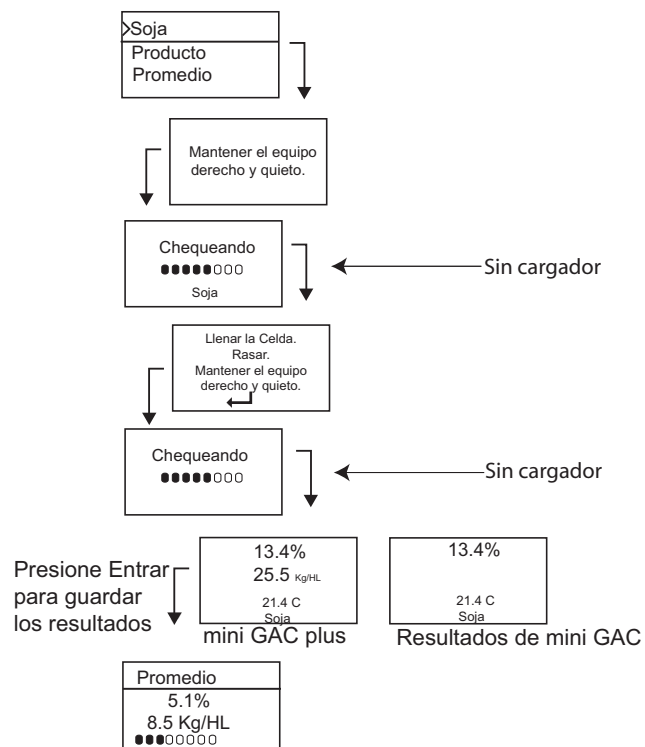 >Soja
Producto
Promedio
Mantener el equipo
derecho y quieto.
Chequeando
Soja
Sin cargador
Llenar la Celda.
Rasar.
Mantener el equipo
derecho y quieto.
Chequeando
Sin cargador
Presione Entrar
para guardar
los resultados
13.4%
25.5 Kg/HL
21.4 C
Soja
mini GAC plus
13.4%
21.4 C
Soja
Resultados de mini GAC
Promedio
5.1%
8.5 Kg/HL